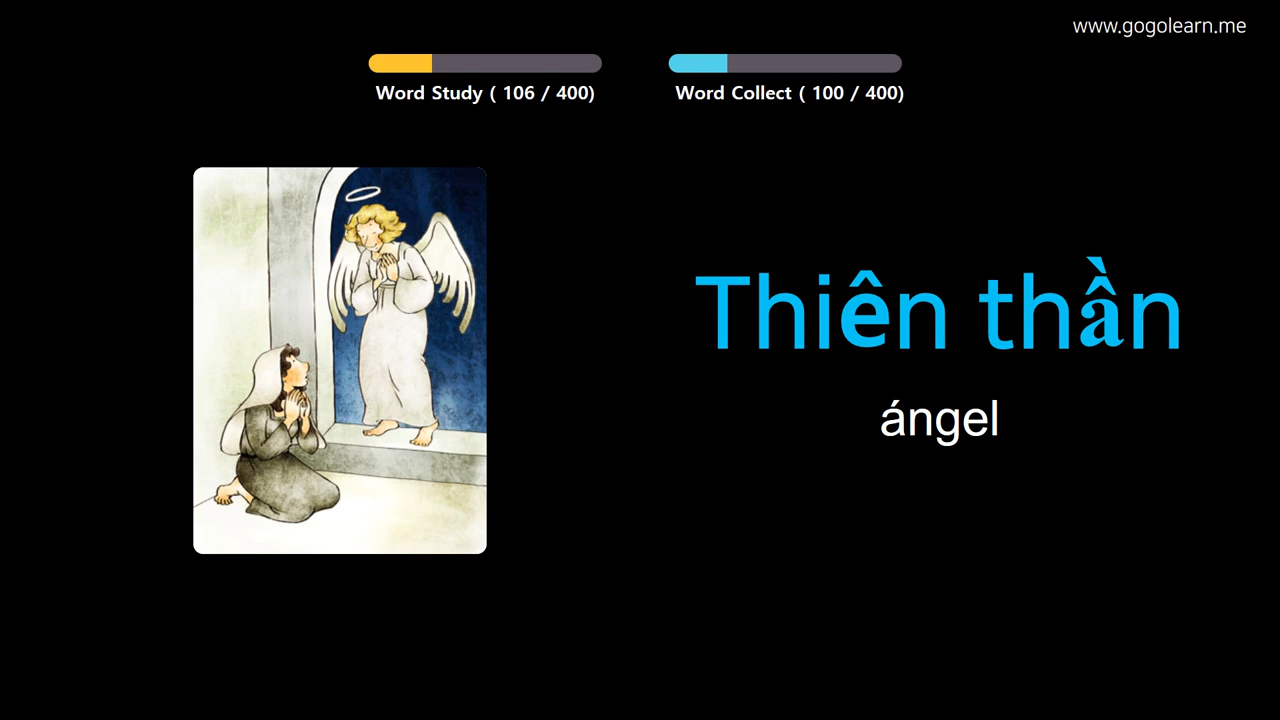 www.gogolearn.me
Word Study ( 106 / 400)
Word Collect ( 100 / 400)
Thiên thần
ángel